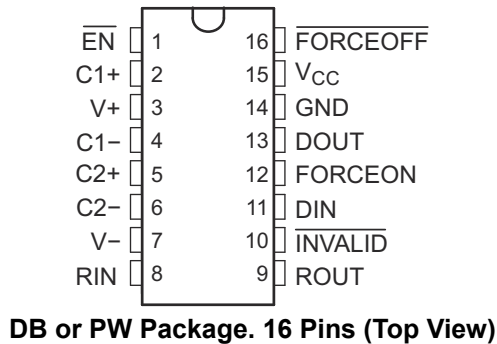 EN 1 16 FORCEOFF
C1+ 2 15 VCC
V+ 3 14 GND
C1− 4 13 DOUT
C2+ 5 12 FORCEON
C2− 6 11 DIN
V− 7 10 INVALID
RIN 8 9 ROUT
DB or PW Package. 16 Pins (Top View)